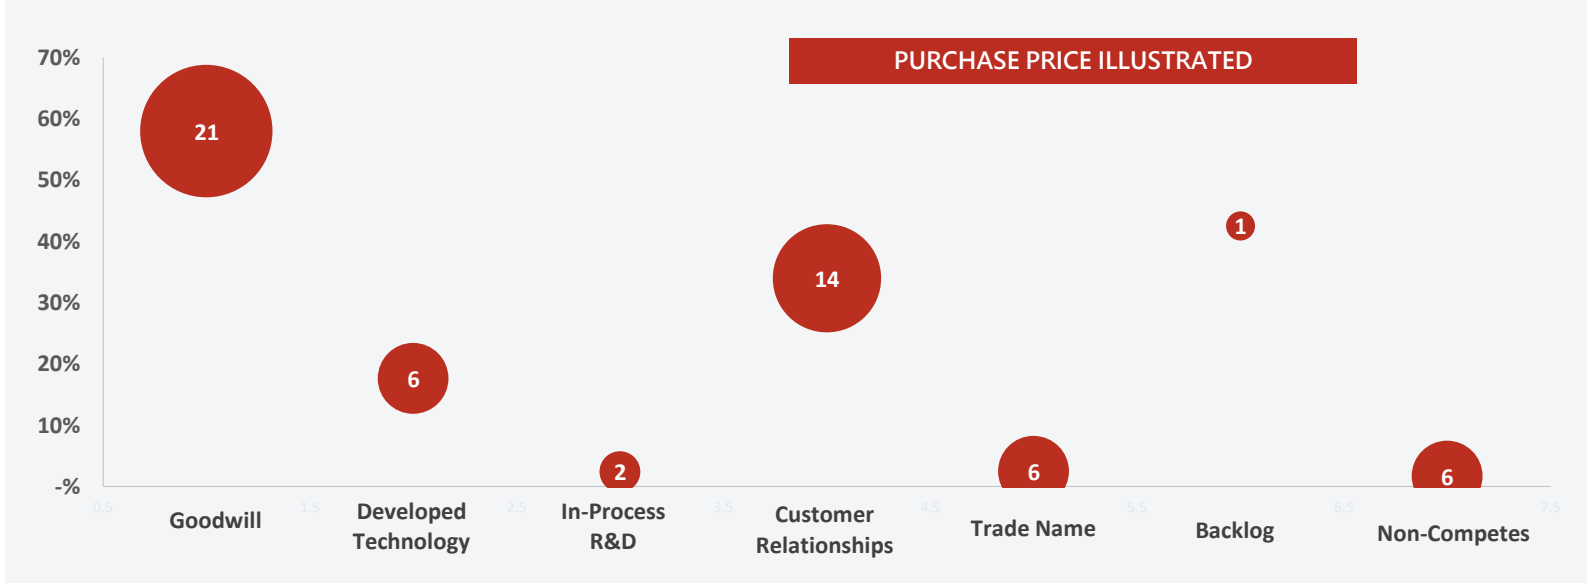 PURCHASE PRICE ILLUSTRATED
70%
60%
50%
40%
30%
20%
10%
-%
21
6
2
14
6
1
6
0.5
1.5
2.5
3.5
4.5
5.5
6.5
7.5
Goodwill
Developed
Technology
In-Process
R&D
Customer
Relationships
Trade Name
Backlog
Non-Competes